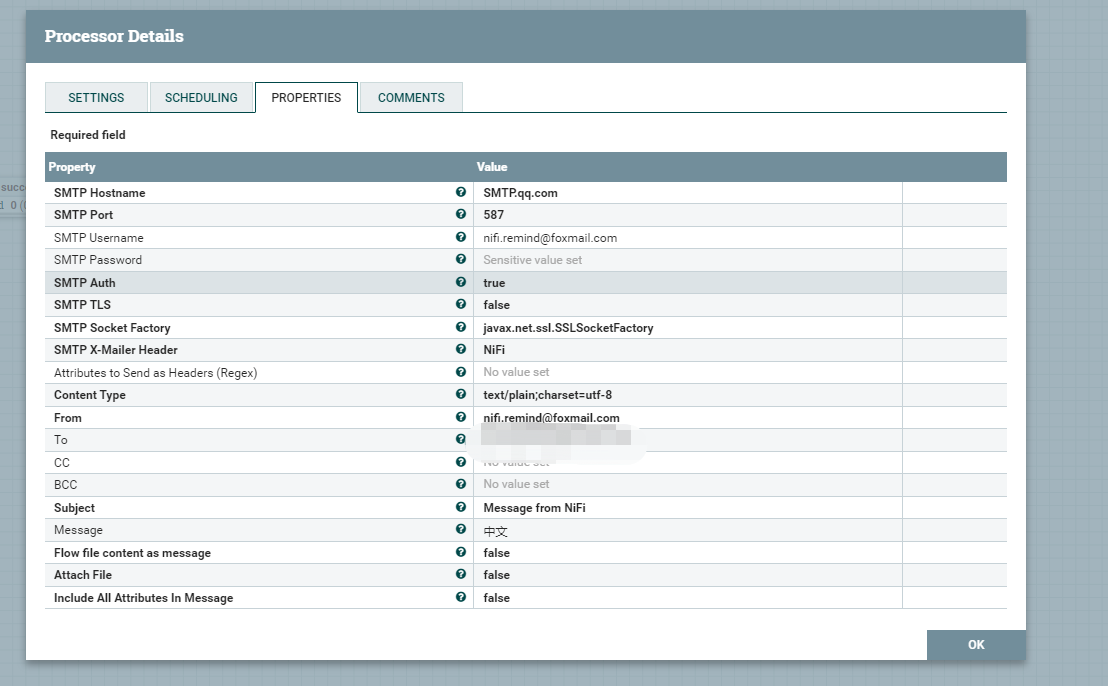 Processor Details
SETTINGS SCHEDULING PROPERTIES COMMENTS
Required field
Property Value
SMTP Hostname SMTP.qq.com
SMTP Port 587
SMTP Username nifi.remind@foxmail.com
SMTP Password Sensitive value set
SMTP Auth true
SMTP TLS false
SMTP Socket Factory javax.net.ssl.SSLSocketFactory
SMTP X-Mailer Header NiFi
Attributes to Send as Headers (Regex) No value set
Content Type text/plain;charset=utf-8
From nifi.remind@foxmail.com
To
CC No value set
BCC No value set
Subject Message from NiFi
Message 中文
Flow file content as message false
Attach File false
Include All Attributes In Message false
OK
succ
i 0